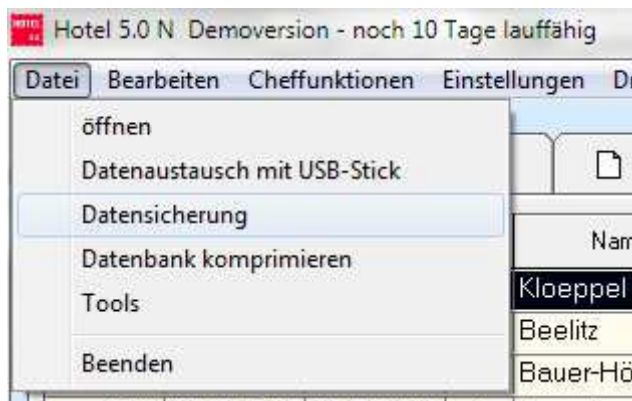 Hotel 5.0 N Demoversion - noch 10 Tage lauffähig
Datei Bearbeiten Cheffunktionen Einstellungen
öffnen
Datenaustausch mit USB-Stick
Datensicherung
Datenbank komprimieren
Tools
Beenden
Kloeppel
Beelitz